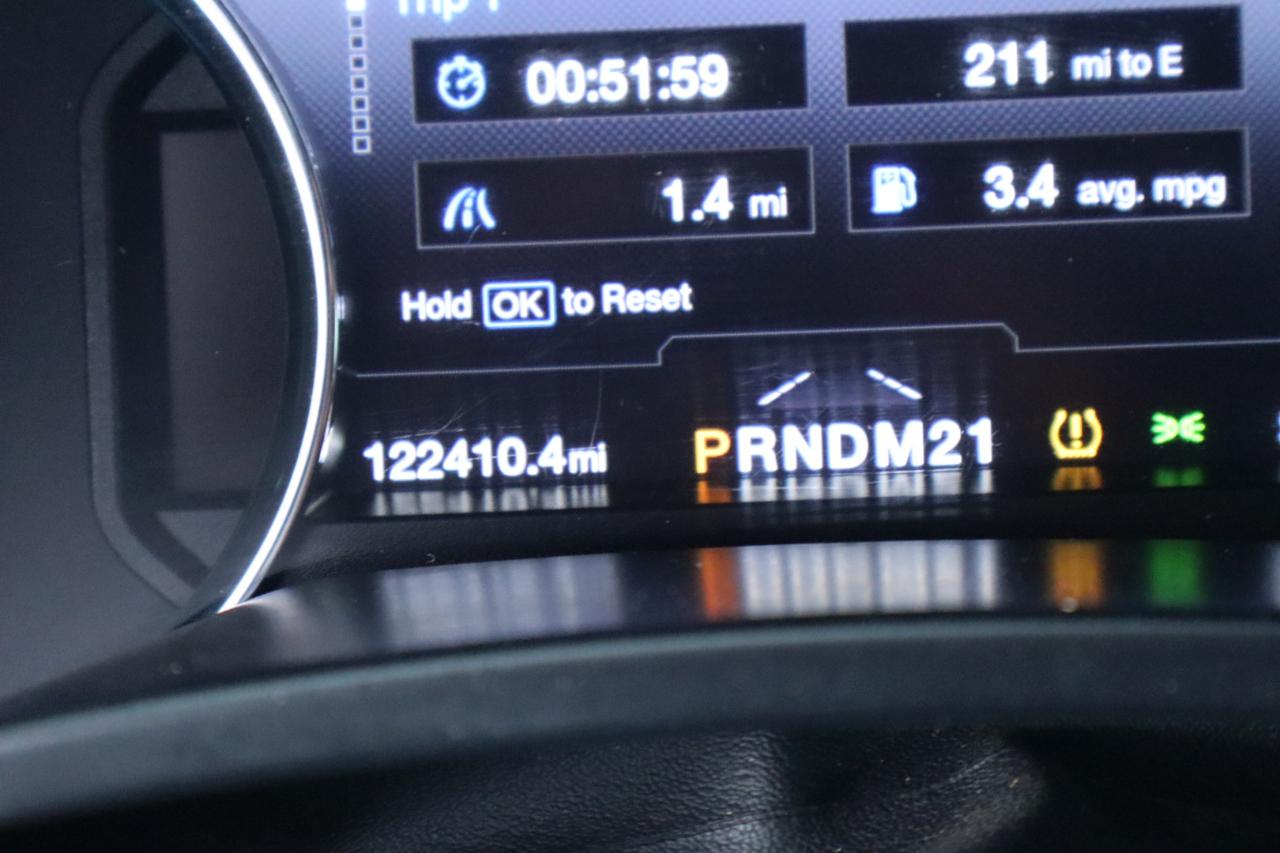 00:51:59
211 mi to E
1.4 mi
3.4 avg. mpg
Hold OK to Reset
122410.4mi
PRNDM21